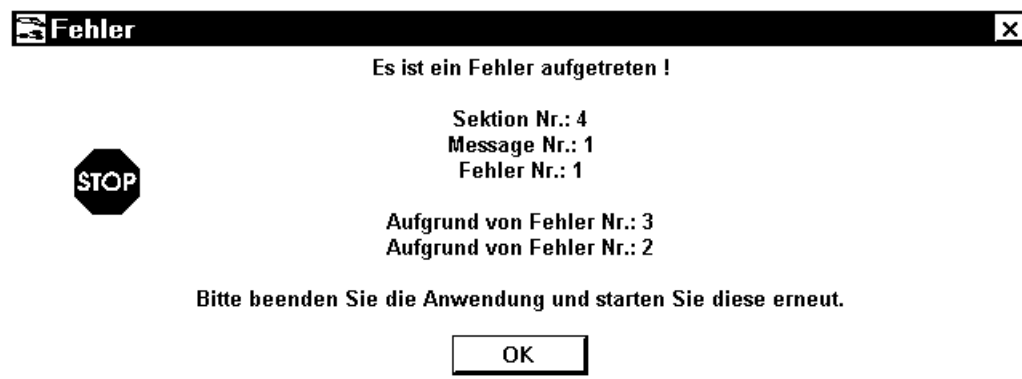 Fehler
Es ist ein Fehler aufgetreten !
Sektion Nr.: 4
Message Nr.: 1
Fehler Nr.: 1
STOP
Aufgrund von Fehler Nr.: 3
Aufgrund von Fehler Nr.: 2
Bitte beenden Sie die Anwendung und starten Sie diese erneut.
OK